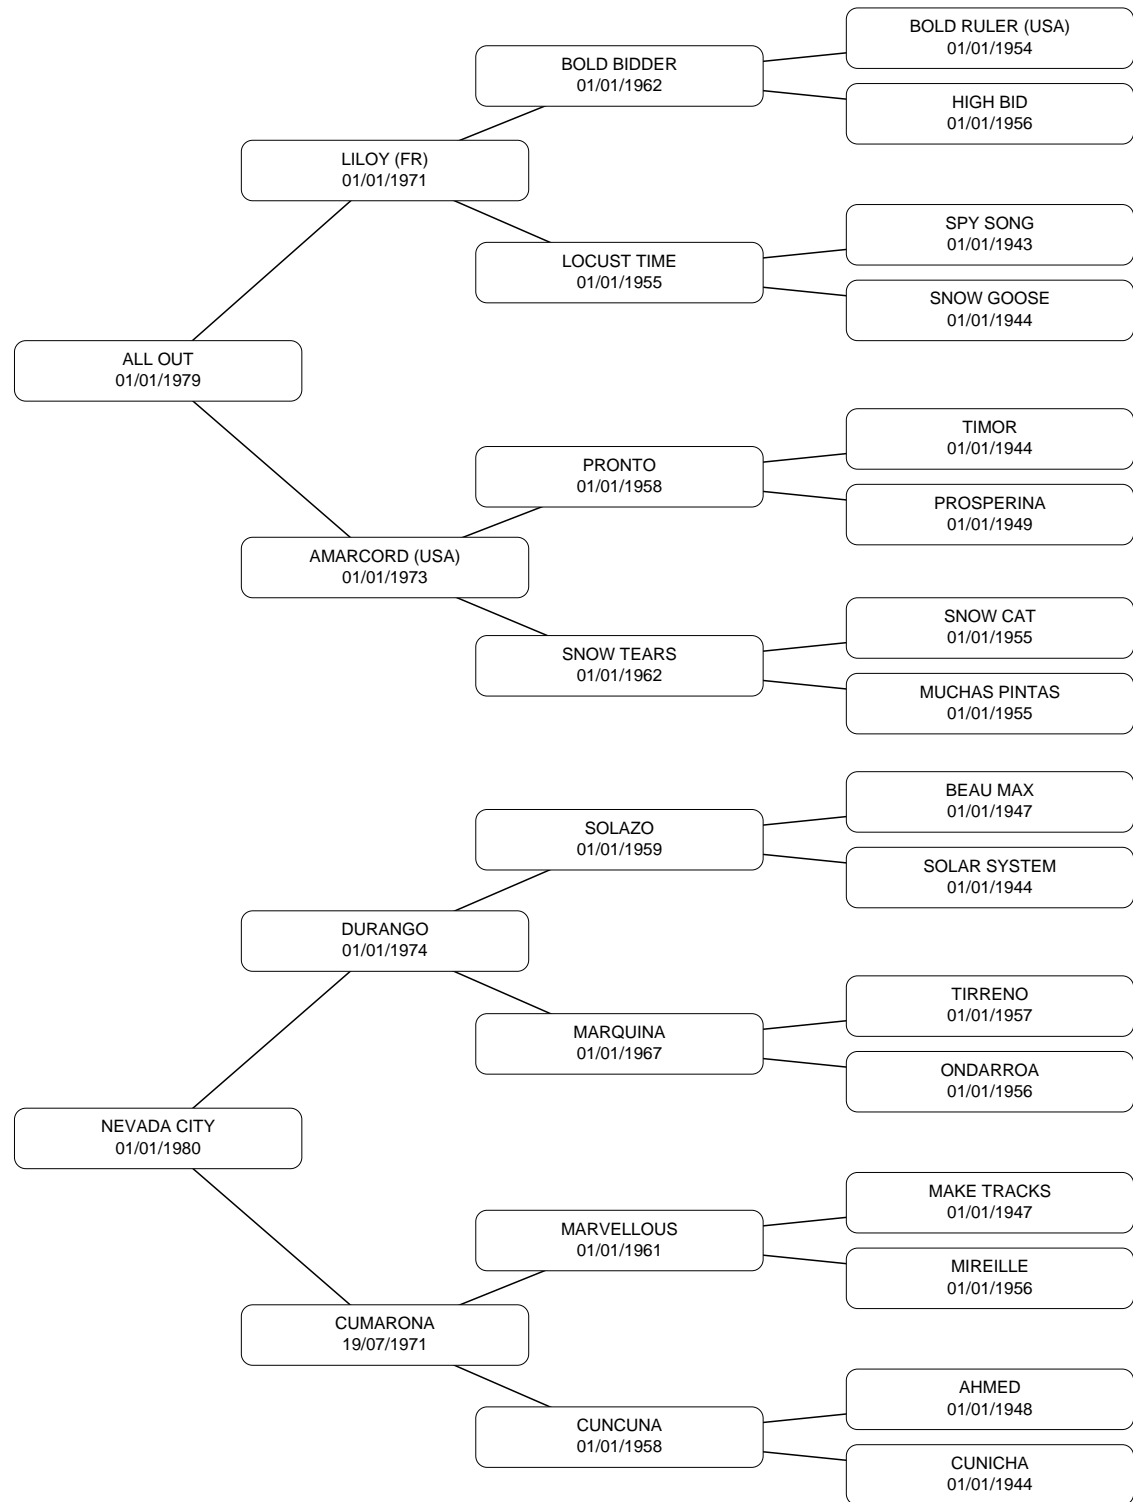 BOLD RULER (USA)
01/01/1954
BOLD BIDDER
01/01/1962
HIGH BID
01/01/1956
LILOY (FR)
01/01/1971
SPY SONG
01/01/1943
LOCUST TIME
01/01/1955
SNOW GOOSE
01/01/1944
ALL OUT
01/01/1979
TIMOR
01/01/1944
PRONTO
01/01/1958
PROSPERINA
01/01/1949
AMARCORD (USA)
01/01/1973
SNOW CAT
01/01/1955
SNOW TEARS
01/01/1962
MUCHAS PINTAS
01/01/1955
BEAU MAX
01/01/1947
SOLAZO
01/01/1959
SOLAR SYSTEM
01/01/1944
DURANGO
01/01/1974
TIRRENO
01/01/1957
MARQUINA
01/01/1967
ONDARROA
01/01/1956
NEVADA CITY
01/01/1980
MAKE TRACKS
01/01/1947
MARVELLOUS
01/01/1961
MIREILLE
01/01/1956
CUMARONA
19/07/1971
AHMED
01/01/1948
CUNCUNA
01/01/1958
CUNICHA
01/01/1944